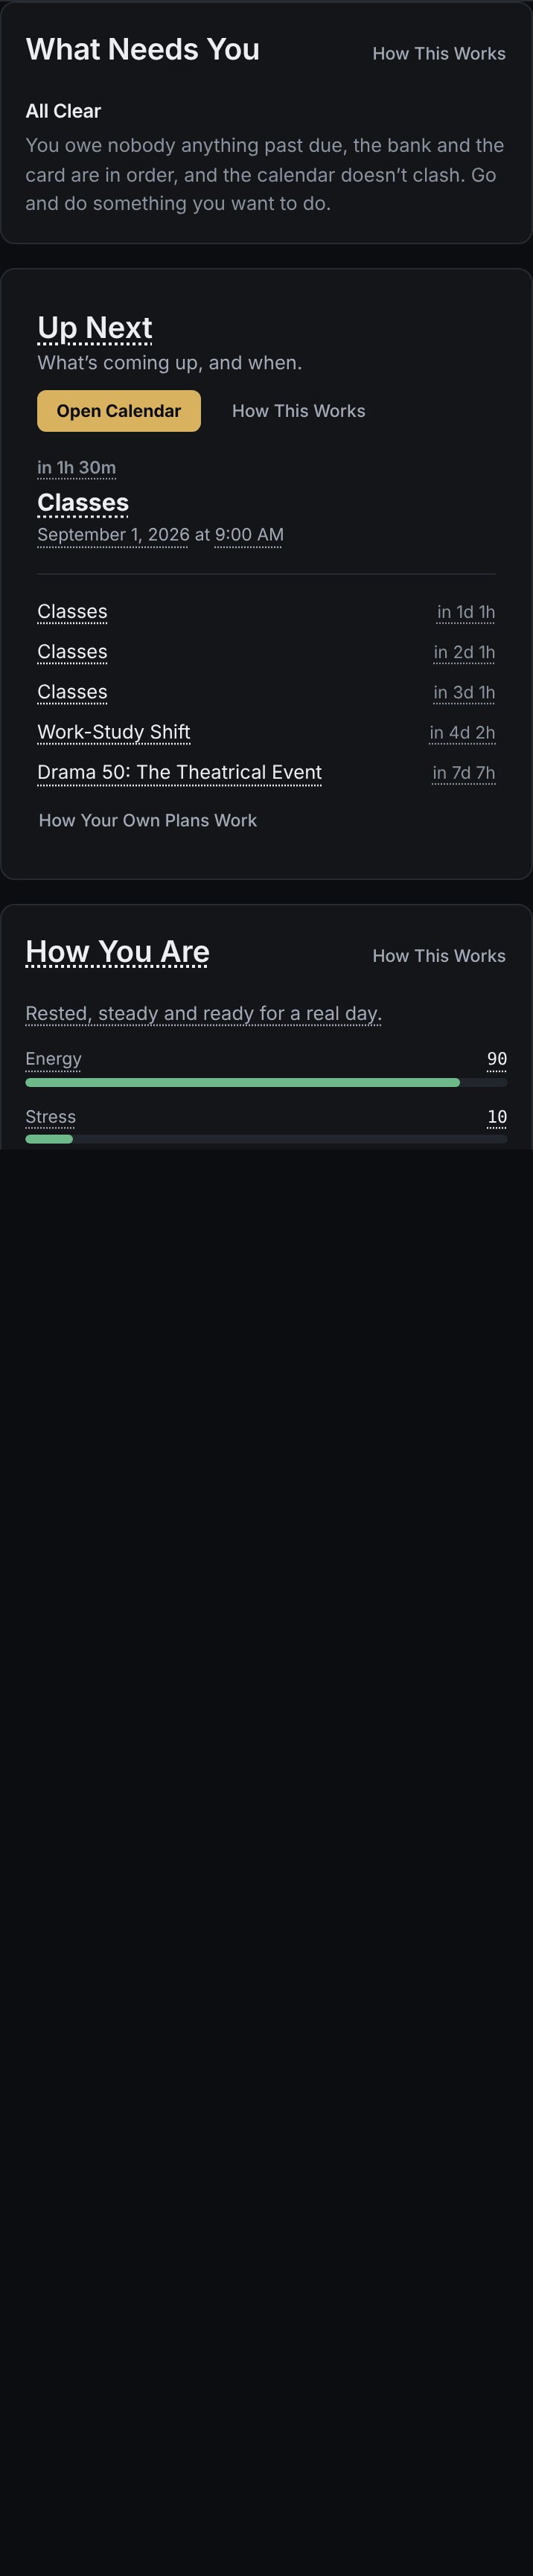 What Needs You
How This Works
All Clear
You owe nobody anything past due, the bank and the
card are in order, and the calendar doesn’t clash. Go
and do something you want to do.
Up Next
What’s coming up, and when.
Open Calendar
How This Works
in 1h 30m
Classes
September 1, 2026 at 9:00 AM
Classes in 1d 1h
Classes in 2d 1h
Classes in 3d 1h
Work-Study Shift in 4d 2h
Drama 50: The Theatrical Event in 7d 7h
How Your Own Plans Work
How You Are
How This Works
Rested, steady and ready for a real day.
Energy 90
Stress 10